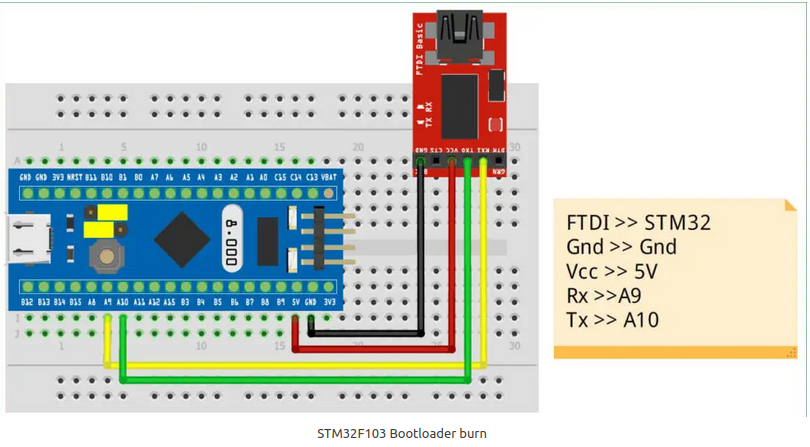 FTDI Basic
TX RX
GND CTS VCC TXO RXI DTR
BLK GRN
1 5 10 15 20 25 30
A
GND GND 3V3 NRST B11 B10 B1 B0 A7 A6 A5 A4 A3 A2 A1 A0 C15 C14 C13 VBAT
8.000
B12 B13 B14 B15 A8 A9 A10 A11 A12 A15 B3 B4 B5 B6 B7 B8 B9 5V GND 3V3
I
J
1 10 15 20 25 30
FTDI >> STM32
Gnd >> Gnd
Vcc >> 5V
Rx >>A9
Tx >> A10
STM32F103 Bootloader burn